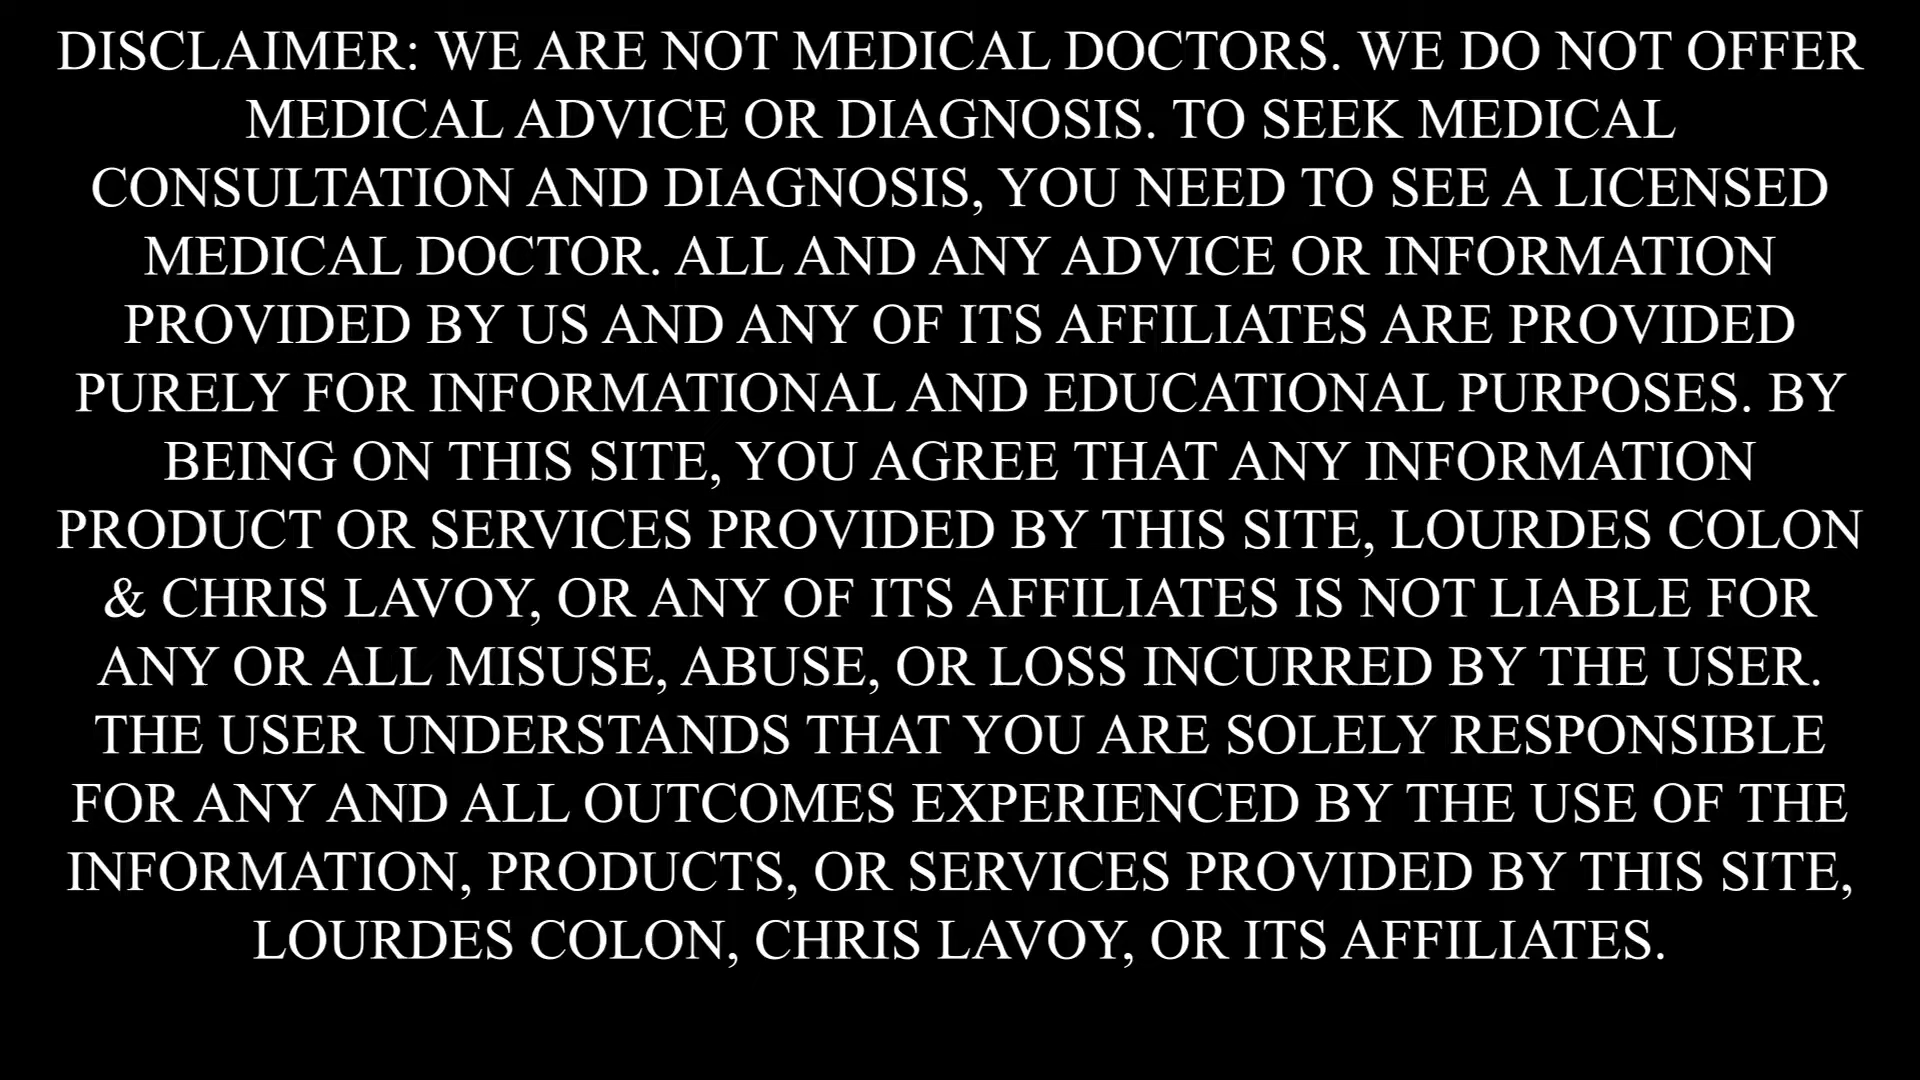 DISCLAIMER: WE ARE NOT MEDICAL DOCTORS. WE DO NOT OFFER
MEDICAL ADVICE OR DIAGNOSIS. TO SEEK MEDICAL
CONSULTATION AND DIAGNOSIS, YOU NEED TO SEE A LICENSED
MEDICAL DOCTOR. ALL AND ANY ADVICE OR INFORMATION
PROVIDED BY US AND ANY OF ITS AFFILIATES ARE PROVIDED
PURELY FOR INFORMATIONAL AND EDUCATIONAL PURPOSES. BY
BEING ON THIS SITE, YOU AGREE THAT ANY INFORMATION
PRODUCT OR SERVICES PROVIDED BY THIS SITE, LOURDES COLON
& CHRIS LAVOY, OR ANY OF ITS AFFILIATES IS NOT LIABLE FOR
ANY OR ALL MISUSE, ABUSE, OR LOSS INCURRED BY THE USER.
THE USER UNDERSTANDS THAT YOU ARE SOLELY RESPONSIBLE
FOR ANY AND ALL OUTCOMES EXPERIENCED BY THE USE OF THE
INFORMATION, PRODUCTS, OR SERVICES PROVIDED BY THIS SITE,
LOURDES COLON, CHRIS LAVOY, OR ITS AFFILIATES.